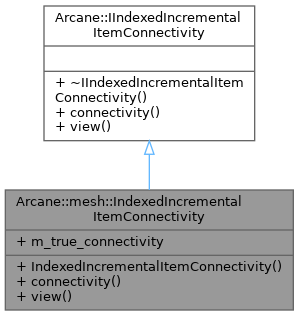 Arcane::IIndexedIncremental
ItemConnectivity
+ ~IIndexedIncrementalItem
Connectivity()
+ connectivity()
+ view()
Arcane::mesh::IndexedIncremental
ItemConnectivity
+ m_true_connectivity
+ IndexedIncrementalItemConnectivity()
+ connectivity()
+ view()